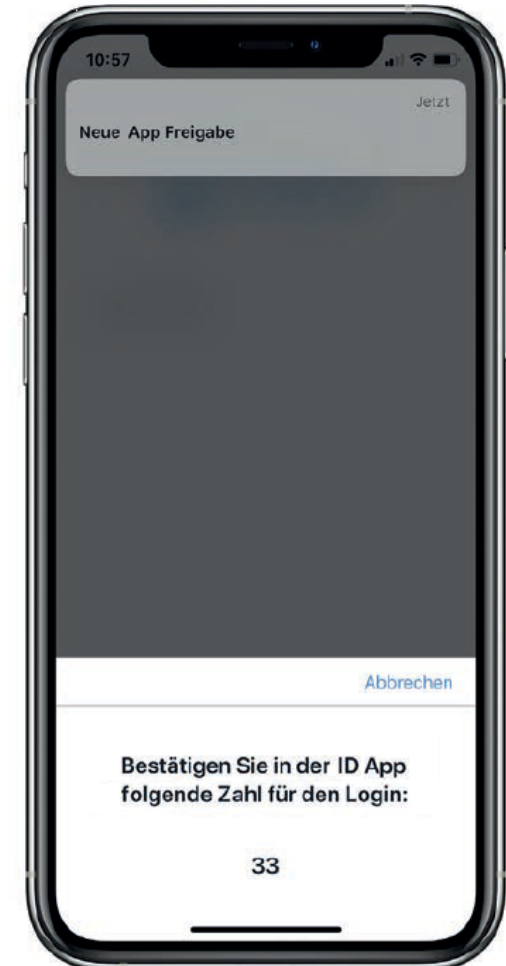 10:57
Jetzt
Neue App Freigabe
Abbrechen
Bestätigen Sie in der ID App
folgende Zahl für den Login:
33